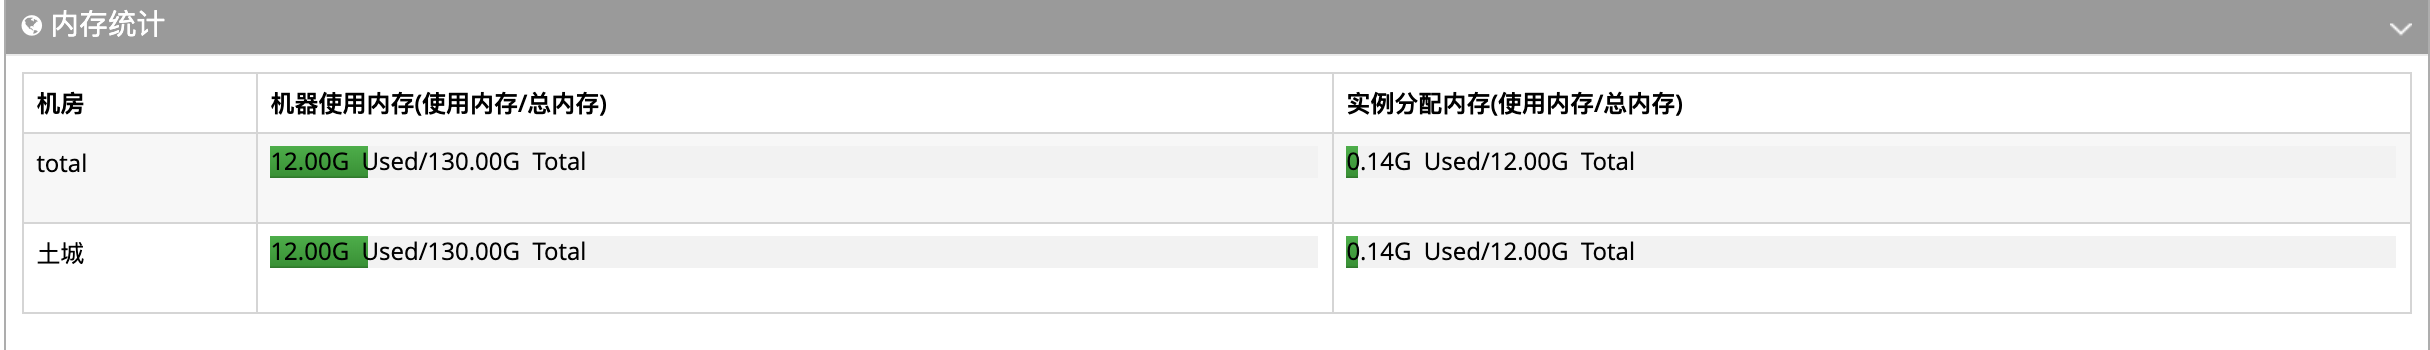 内存统计
机房 机器使用内存(使用内存/总内存) 实例分配内存(使用内存/总内存)
total 12.00G Used/130.00G Total 0.14G Used/12.00G Total
土城 12.00G Used/130.00G Total 0.14G Used/12.00G Total